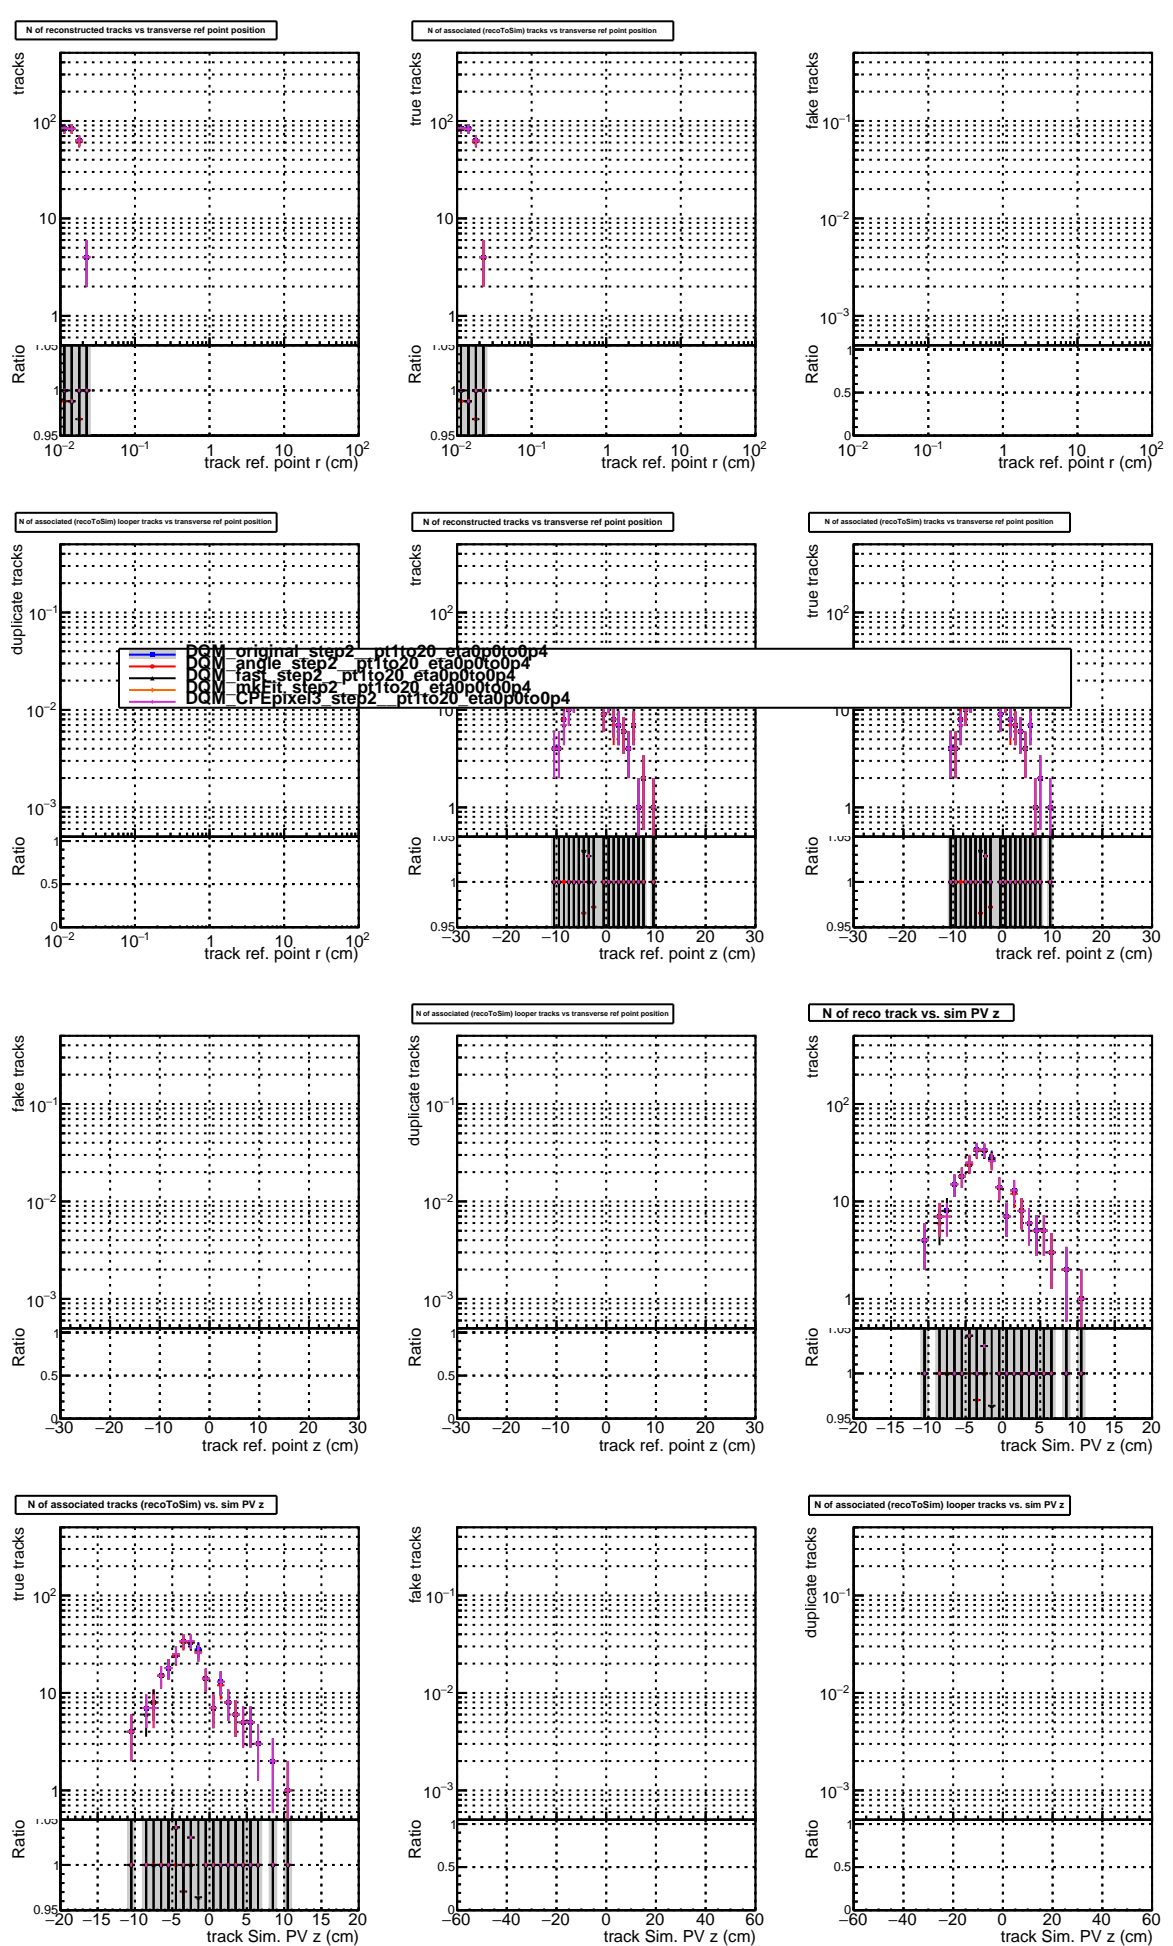 N of reconstructed tracks vs transverse ref point position
tracks
10²
10
1
Ratio
1.05
1
0.95
10⁻² 10⁻¹ 1 10 10²
track ref. point r (cm)
N of associated (recoToSim) tracks vs transverse ref point position
true tracks
10²
10
1
Ratio
1.05
1
0.95
10⁻² 10⁻¹ 1 10 10²
track ref. point r (cm)
fake tracks
10⁻¹
10⁻²
10⁻³
Ratio
1
0.5
0
10⁻² 10⁻¹ 1 10 10²
track ref. point r (cm)
N of associated (recoToSim) looper tracks vs transverse ref point position
duplicate tracks
10⁻¹
10⁻²
10⁻³
Ratio
1
0.5
0
10⁻² 10⁻¹ 1 10 10²
track ref. point r (cm)
N of reconstructed tracks vs transverse ref point position
tracks
10²
10
1
Ratio
1.05
1
0.95
−30 −20 −10 0 10 20 30
track ref. point z (cm)
N of associated (recoToSim) tracks vs transverse ref point position
true tracks
10²
10
1
Ratio
1.05
1
0.95
−30 −20 −10 0 10 20 30
track ref. point z (cm)
DQM_original_step2__pt1to20_eta0p0to0p4
DQM_angle_step2__pt1to20_eta0p0to0p4
DQM_fast_step2__pt1to20_eta0p0to0p4
DQM_mkFit_step2__pt1to20_eta0p0to0p4
DQM_CPEpixel3_step2__pt1to20_eta0p0to0p4
fake tracks
10⁻¹
10⁻²
10⁻³
Ratio
1
0.5
0
−30 −20 −10 0 10 20 30
track ref. point z (cm)
N of associated (recoToSim) looper tracks vs transverse ref point position
duplicate tracks
10⁻¹
10⁻²
10⁻³
Ratio
1
0.5
0
−30 −20 −10 0 10 20 30
track ref. point z (cm)
N of reco track vs. sim PV z
tracks
10²
10
1
Ratio
1.05
1
0.95
−20 −15 −10 −5 0 5 10 15 20
track Sim. PV z (cm)
N of associated tracks (recoToSim) vs. sim PV z
true tracks
10²
10
1
Ratio
1.05
1
0.95
−20 −15 −10 −5 0 5 10 15 20
track Sim. PV z (cm)
fake tracks
10⁻¹
10⁻²
10⁻³
Ratio
1
0.5
0
−60 −40 −20 0 20 40 60
track Sim. PV z (cm)
N of associated (recoToSim) looper tracks vs. sim PV z
duplicate tracks
10⁻¹
10⁻²
10⁻³
Ratio
1
0.5
0
−60 −40 −20 0 20 40 60
track Sim. PV z (cm)